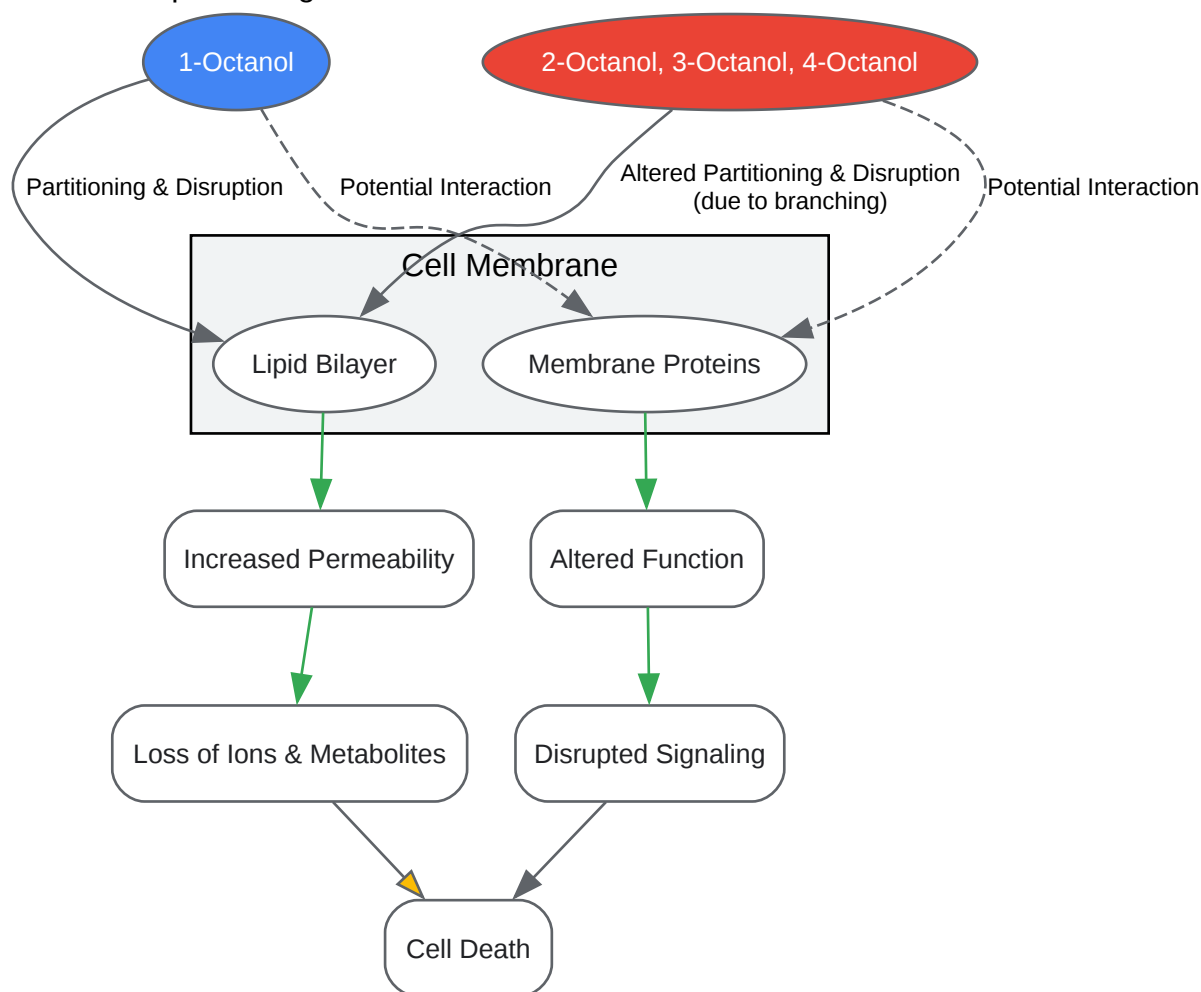 1-Octanol
2-Octanol, 3-Octanol, 4-Octanol
Partitioning & Disruption
Potential Interaction
Altered Partitioning & Disruption
(due to branching)
Potential Interaction
Cell Membrane
Lipid Bilayer
Membrane Proteins
Increased Permeability
Altered Function
Loss of Ions & Metabolites
Disrupted Signaling
Cell Death